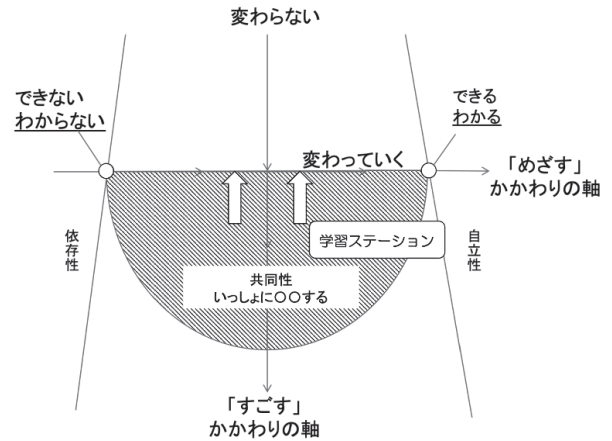 変わらない
できない
わからない
できる
わかる
変わっていく
「めざす」
かかわりの軸
依存性
学習ステーション
自立性
共同性
いっしょに〇〇する
「すごす」
かかわりの軸